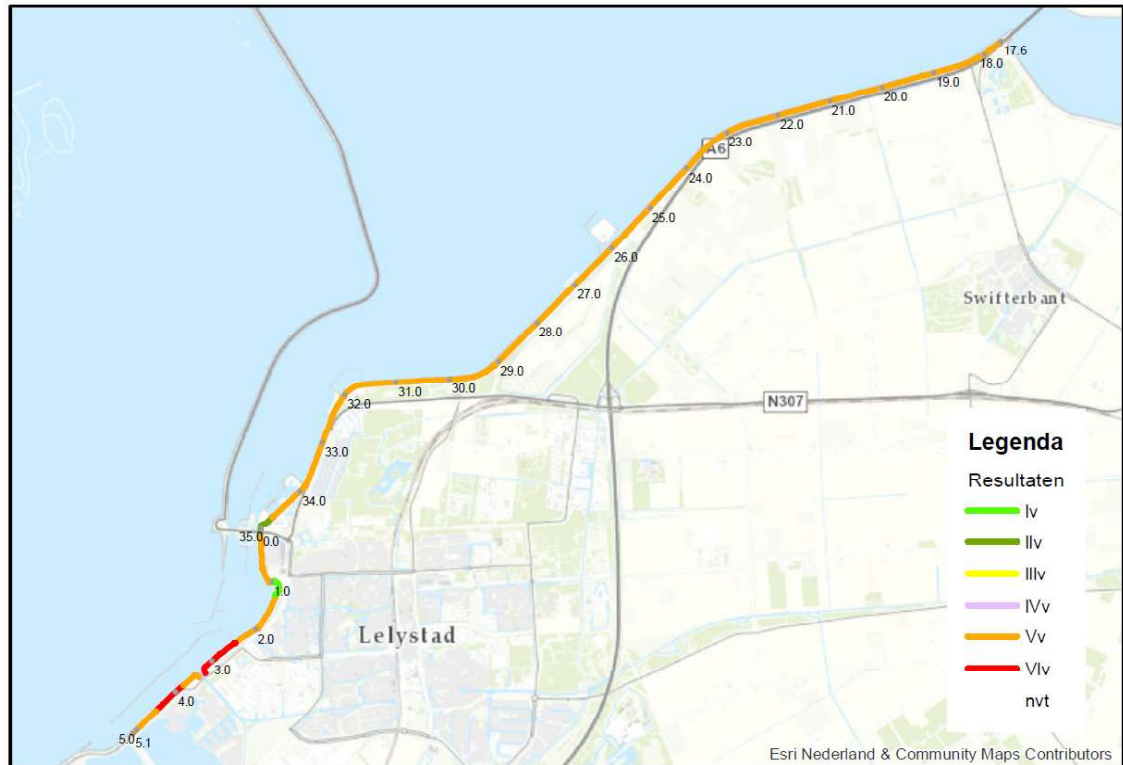 17.6
18.0
19.0
20.0
21.0
22.0
23.0
A6
24.0
25.0
26.0
27.0
Swifterbant
28.0
29.0
30.0
31.0
32.0
N307
33.0
Legenda
Resultaten
Iv
IIv
IIIv
IVv
Vv
VIv
nvt
34.0
35.0
0.0
1.0
2.0
Lelystad
3.0
4.0
5.0
5.1
Esri Nederland & Community Maps Contributors